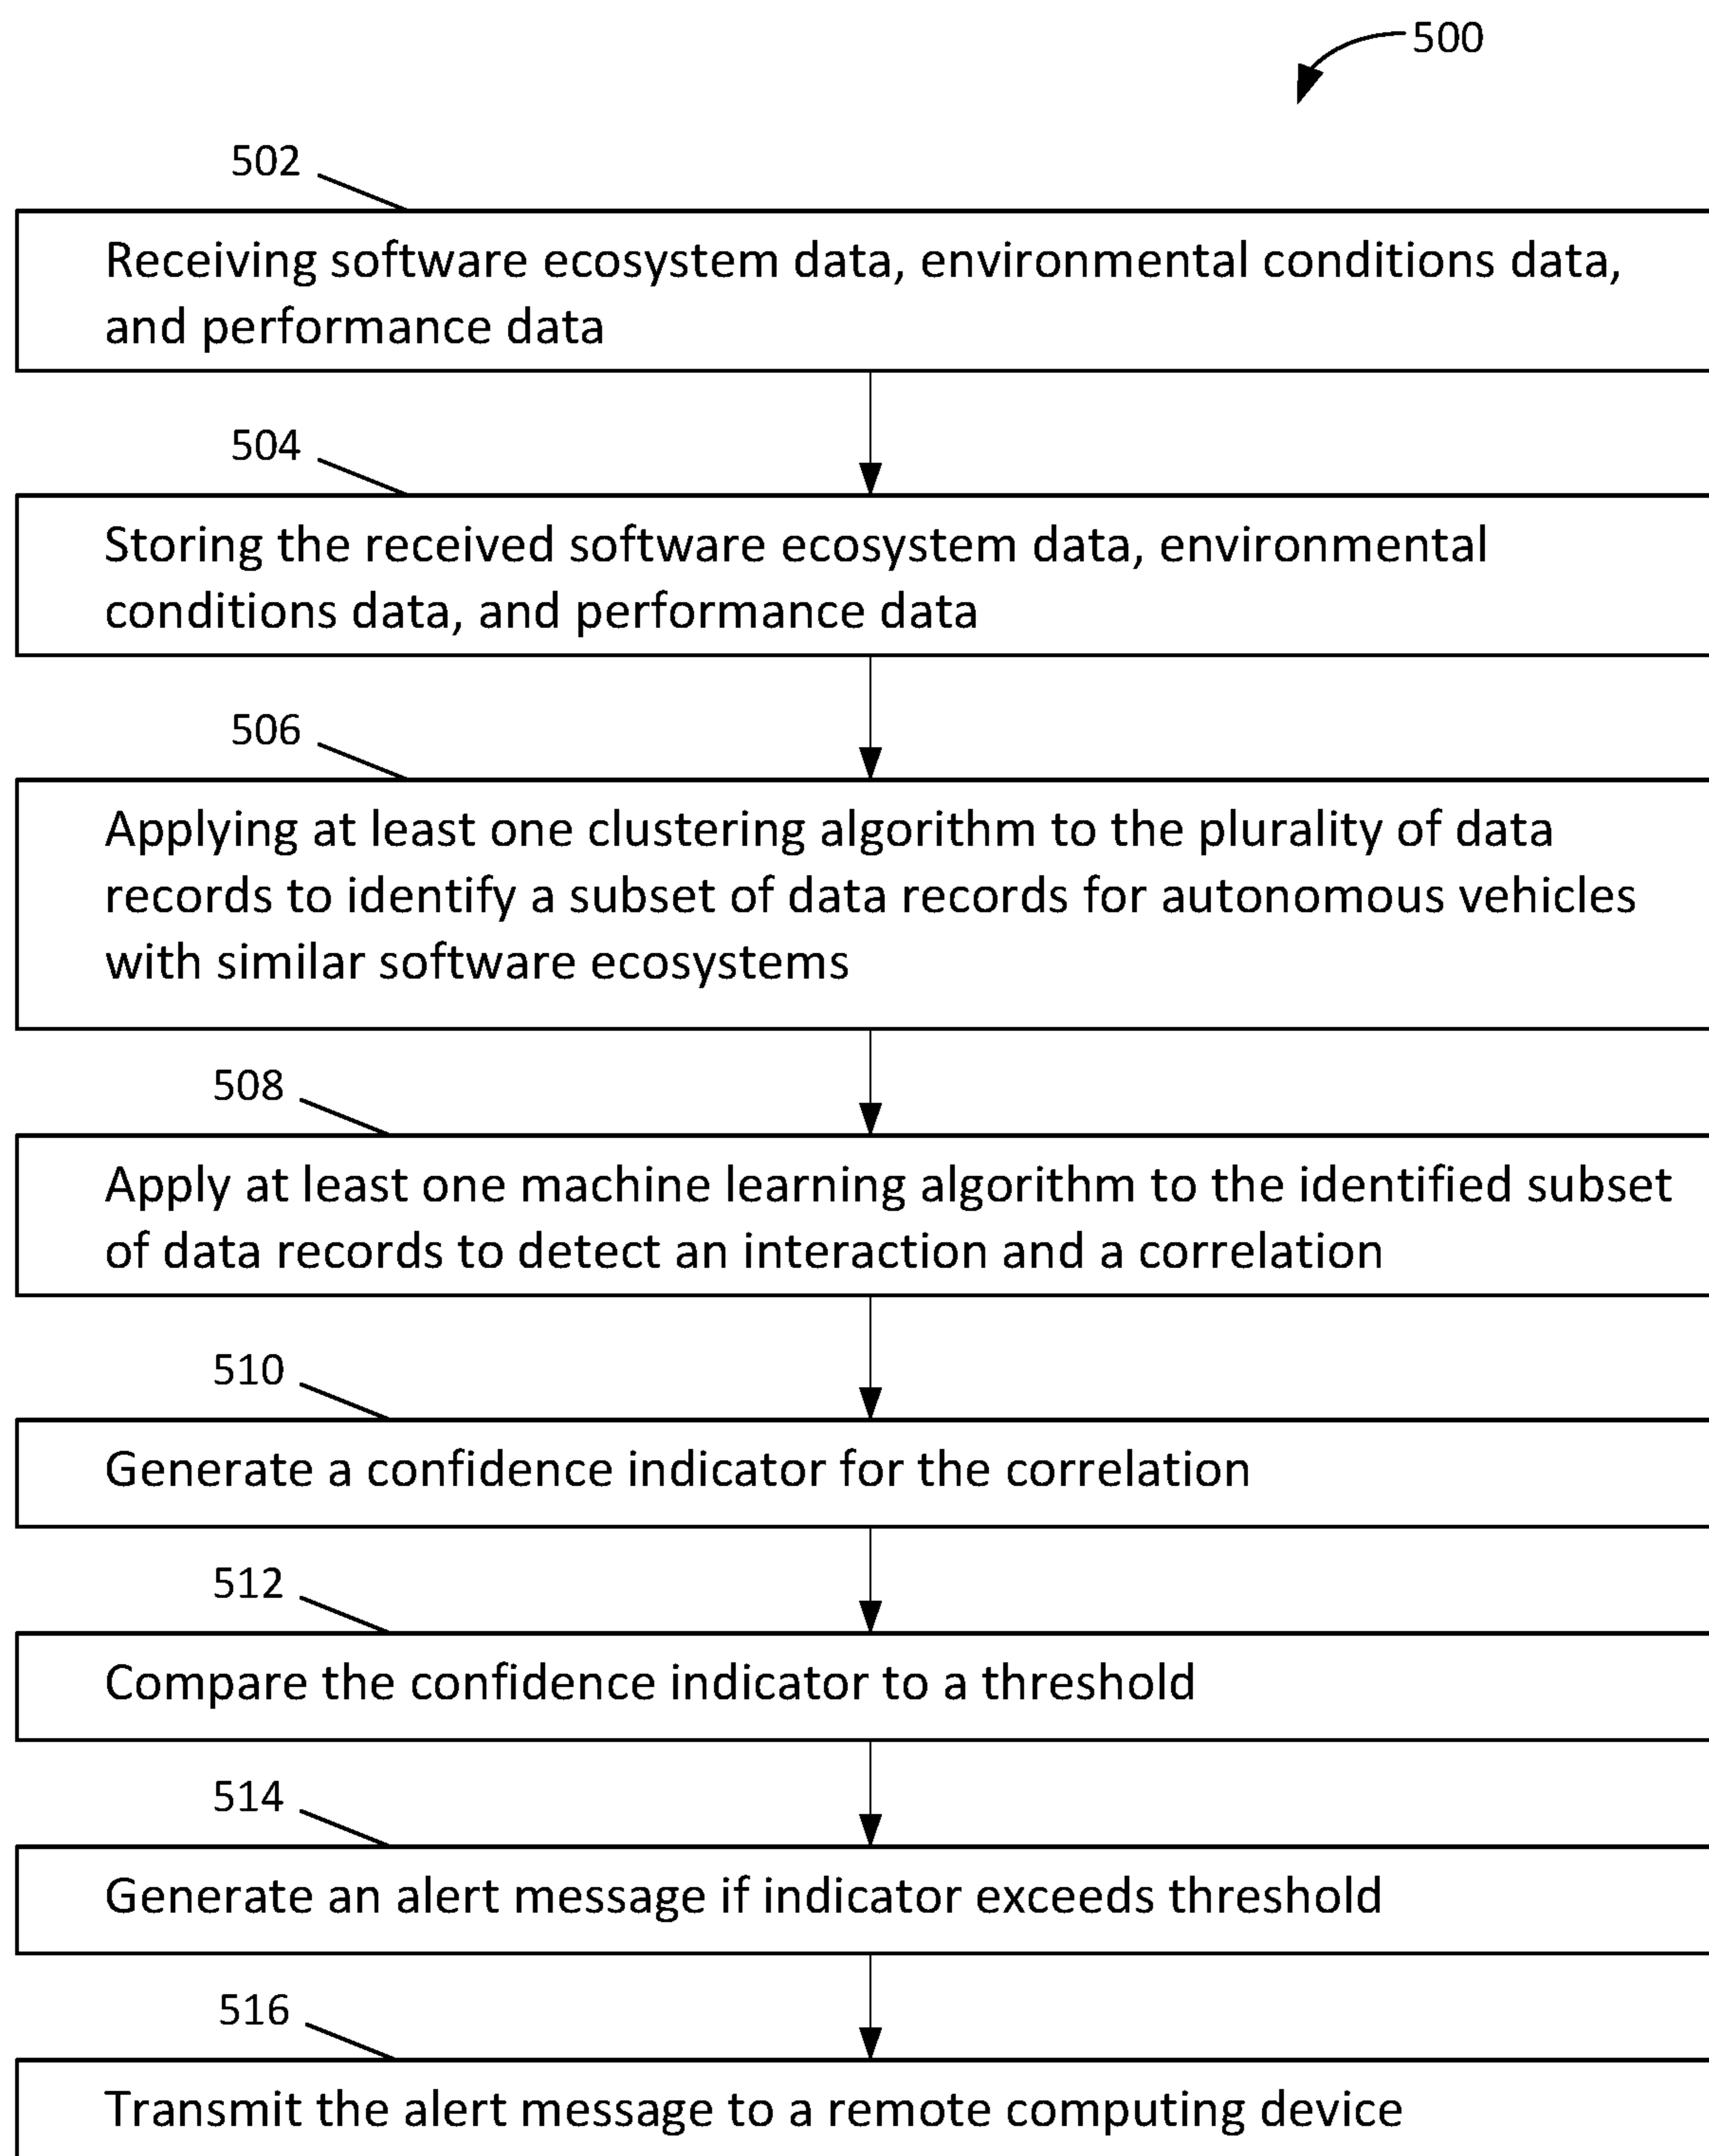 500
502
Receiving software ecosystem data, environmental conditions data,
and performance data
504
Storing the received software ecosystem data, environmental
conditions data, and performance data
506
Applying at least one clustering algorithm to the plurality of data
records to identify a subset of data records for autonomous vehicles
with similar software ecosystems
508
Apply at least one machine learning algorithm to the identified subset
of data records to detect an interaction and a correlation
510
Generate a confidence indicator for the correlation
512
Compare the confidence indicator to a threshold
514
Generate an alert message if indicator exceeds threshold
516
Transmit the alert message to a remote computing device